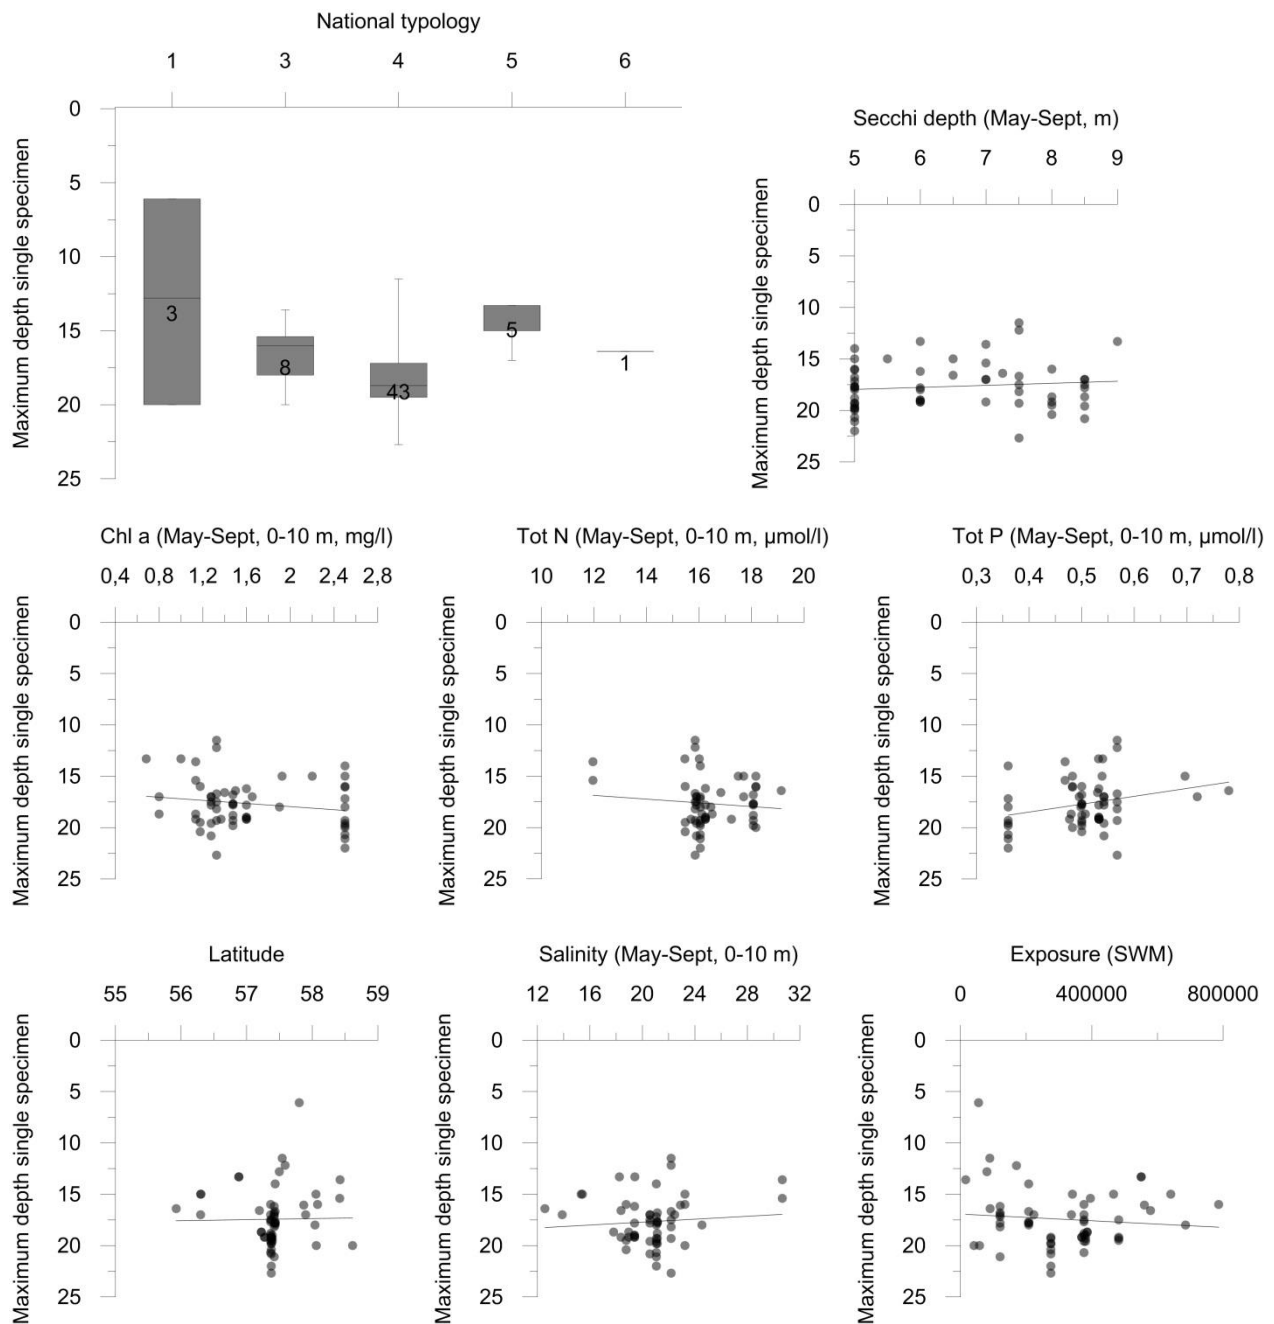 National typology
1 3 4 5 6
Maximum depth single specimen
0
5
10
15
20
25
3
8
43
5
1
Secchi depth (May-Sept, m)
5 6 7 8 9
Maximum depth single specimen
0
5
10
15
20
25
Chl a (May-Sept, 0-10 m, mg/l)
0,4 0,8 1,2 1,6 2 2,4 2,8
Maximum depth single specimen
0
5
10
15
20
25
Tot N (May-Sept, 0-10 m, µmol/l)
10 12 14 16 18 20
Maximum depth single specimen
0
5
10
15
20
25
Tot P (May-Sept, 0-10 m, µmol/l)
0,3 0,4 0,5 0,6 0,7 0,8
Maximum depth single specimen
0
5
10
15
20
25
Latitude
55 56 57 58 59
Maximum depth single specimen
0
5
10
15
20
25
Salinity (May-Sept, 0-10 m)
12 16 20 24 28 32
Maximum depth single specimen
0
5
10
15
20
25
Exposure (SWM)
0 400000 800000
Maximum depth single specimen
0
5
10
15
20
25